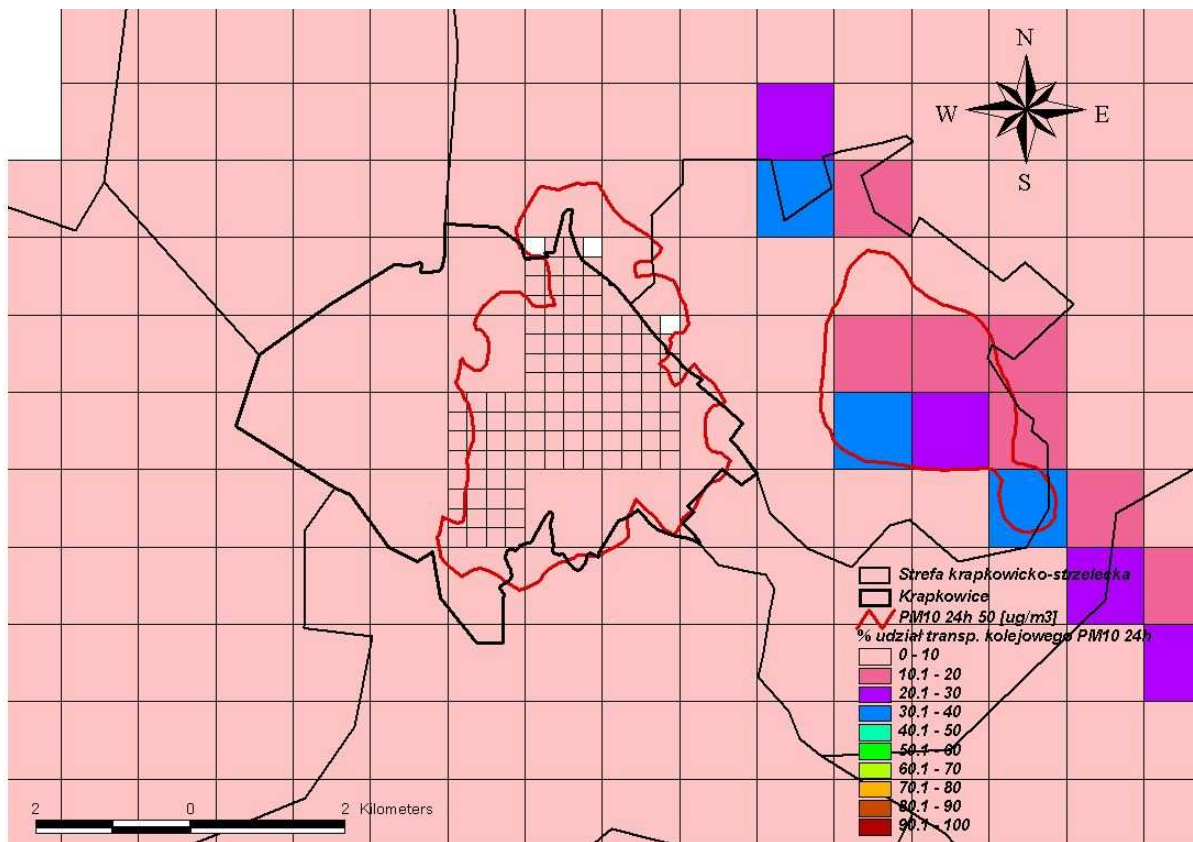 N
W E
S
Strefa krapkowicko-strzelecka
Krapkowice
PM10 24h 50 [ug/m3]
% udział transp. kolejowego PM10 24h
0 - 10
10.1 - 20
20.1 - 30
30.1 - 40
40.1 - 50
50.1 - 60
60.1 - 70
70.1 - 80
80.1 - 90
90.1 - 100
2 0 2 Kilometers